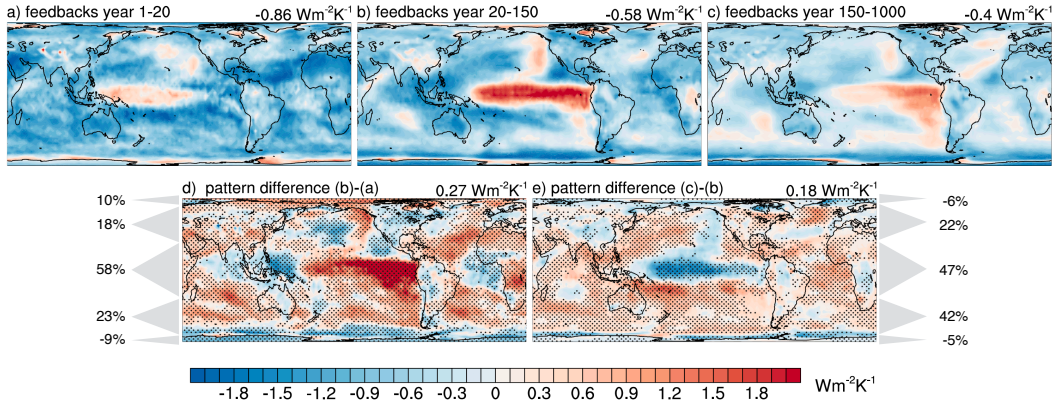 a) feedbacks year 1-20 -0.86 Wm⁻²K⁻¹
b) feedbacks year 20-150 -0.58 Wm⁻²K⁻¹
c) feedbacks year 150-1000 -0.4 Wm⁻²K⁻¹
d) pattern difference (b)-(a) 0.27 Wm⁻²K⁻¹
e) pattern difference (c)-(b) 0.18 Wm⁻²K⁻¹
10%
18%
58%
23%
-9%
-6%
22%
47%
42%
-5%
-1.8 -1.5 -1.2 -0.9 -0.6 -0.3 0 0.3 0.6 0.9 1.2 1.5 1.8 Wm⁻²K⁻¹